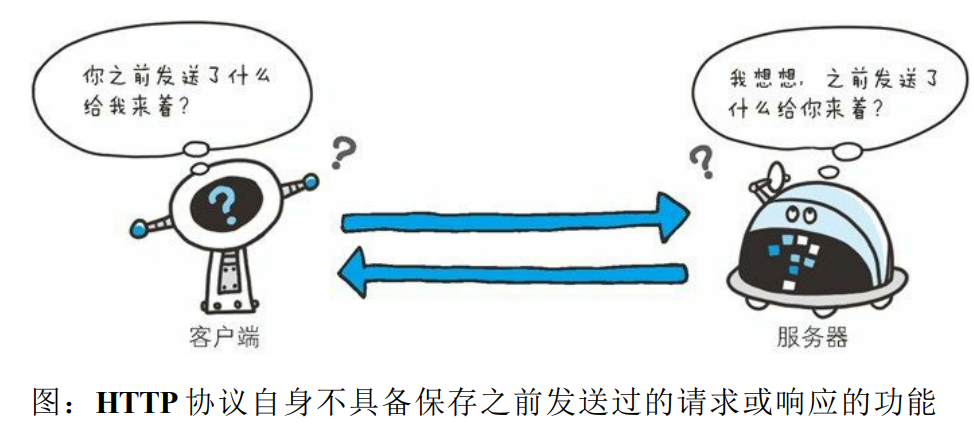 你之前发送了什么
给我来着？
我想想，之前发送了
什么给你来着？
?
?
?
客户端
服务器
图：HTTP 协议自身不具备保存之前发送过的请求或响应的功能